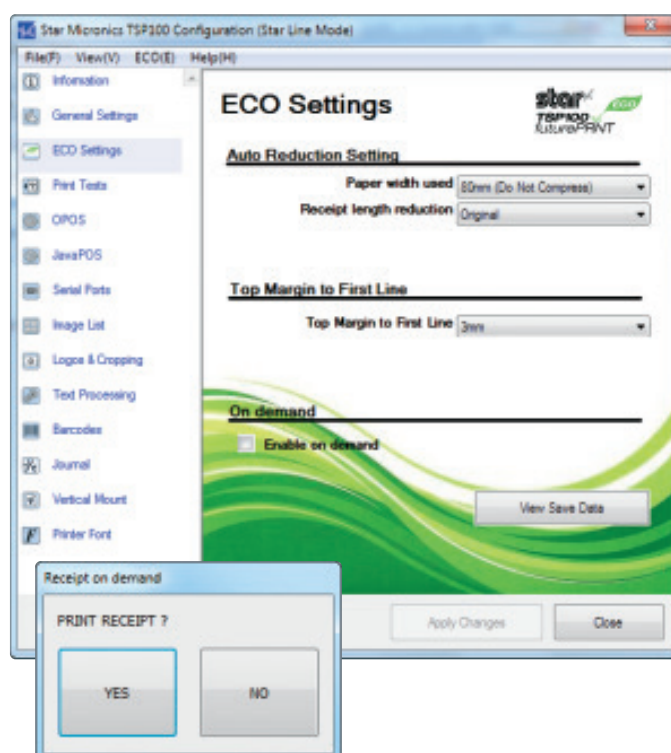 Star Micronics TSP100 Configuration (Star Line Mode)
File(F) View(V) ECO(E) Help(H)
Information
General Settings
ECO Settings
Print Tests
OPOS
JavaPOS
Serial Ports
Image List
Logos & Cropping
Text Processing
Barcodes
Journal
Vertical Mount
Printer Font
ECO Settings
star eco
TSP100
futurePRNT
Auto Reduction Setting
Paper width used 80mm (Do Not Compress)
Receipt length reduction Original
Top Margin to First Line
Top Margin to First Line 3mm
On demand
Enable on demand
View Save Data
Apply Changes Close
Receipt on demand
PRINT RECEIPT ?
YES NO